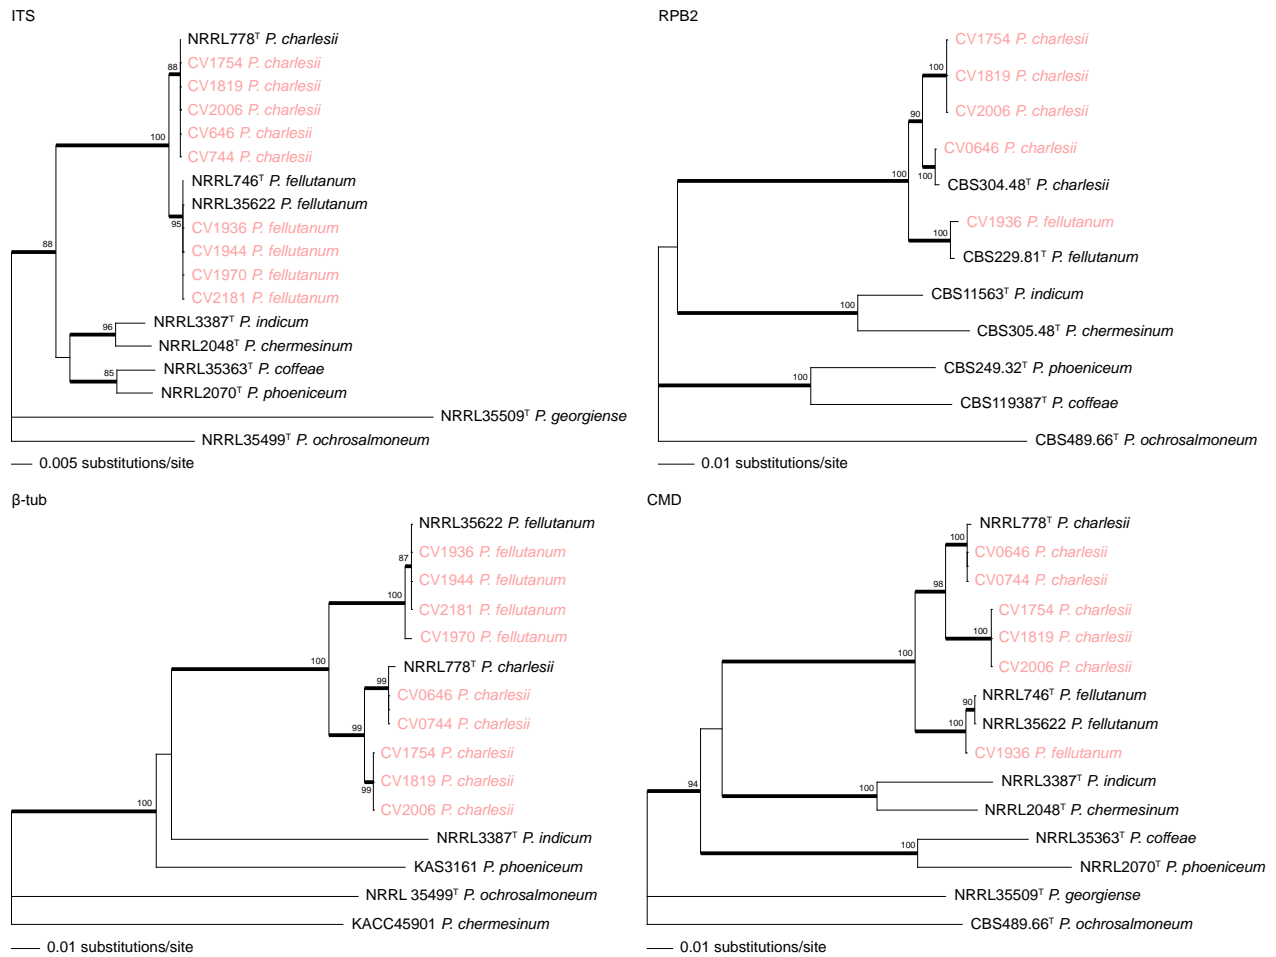 ITS
88
NRRL778ᵀ P. charlesii
CV1754 P. charlesii
CV1819 P. charlesii
CV2006 P. charlesii
CV646 P. charlesii
CV744 P. charlesii
100
NRRL746ᵀ P. fellutanum
NRRL35622 P. fellutanum
95
CV1936 P. fellutanum
CV1944 P. fellutanum
CV1970 P. fellutanum
CV2181 P. fellutanum
88
96
NRRL3387ᵀ P. indicum
NRRL2048ᵀ P. chermesinum
85
NRRL35363ᵀ P. coffeae
NRRL2070ᵀ P. phoeniceum
NRRL35509ᵀ P. georgiense
NRRL35499ᵀ P. ochrosalmoneum
0.005 substitutions/site
RPB2
CV1754 P. charlesii
100
CV1819 P. charlesii
CV2006 P. charlesii
90
CV0646 P. charlesii
100
CBS304.48ᵀ P. charlesii
100
CV1936 P. fellutanum
100
CBS229.81ᵀ P. fellutanum
CBS11563ᵀ P. indicum
100
CBS305.48ᵀ P. chermesinum
CBS249.32ᵀ P. phoeniceum
100
CBS119387ᵀ P. coffeae
CBS489.66ᵀ P. ochrosalmoneum
0.01 substitutions/site
β-tub
NRRL35622 P. fellutanum
87
CV1936 P. fellutanum
CV1944 P. fellutanum
100
CV2181 P. fellutanum
CV1970 P. fellutanum
100
NRRL778ᵀ P. charlesii
99
CV0646 P. charlesii
CV0744 P. charlesii
99
CV1754 P. charlesii
CV1819 P. charlesii
99
CV2006 P. charlesii
100
NRRL3387ᵀ P. indicum
KAS3161 P. phoeniceum
NRRL 35499ᵀ P. ochrosalmoneum
KACC45901 P. chermesinum
0.01 substitutions/site
CMD
NRRL778ᵀ P. charlesii
100
CV0646 P. charlesii
CV0744 P. charlesii
98
CV1754 P. charlesii
100
CV1819 P. charlesii
CV2006 P. charlesii
NRRL746ᵀ P. fellutanum
90
NRRL35622 P. fellutanum
100
CV1936 P. fellutanum
94
NRRL3387ᵀ P. indicum
100
NRRL2048ᵀ P. chermesinum
NRRL35363ᵀ P. coffeae
100
NRRL2070ᵀ P. phoeniceum
NRRL35509ᵀ P. georgiense
CBS489.66ᵀ P. ochrosalmoneum
0.01 substitutions/site